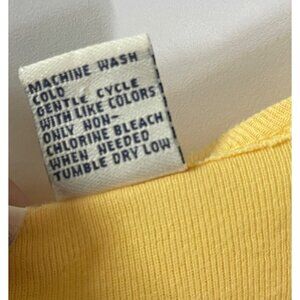 MACHINE WASH
COLD
GENTLE CYCLE
WITH LIKE COLORS
ONLY NON-
CHLORINE BLEACH
WHEN NEEDED
TUMBLE DRY LOW